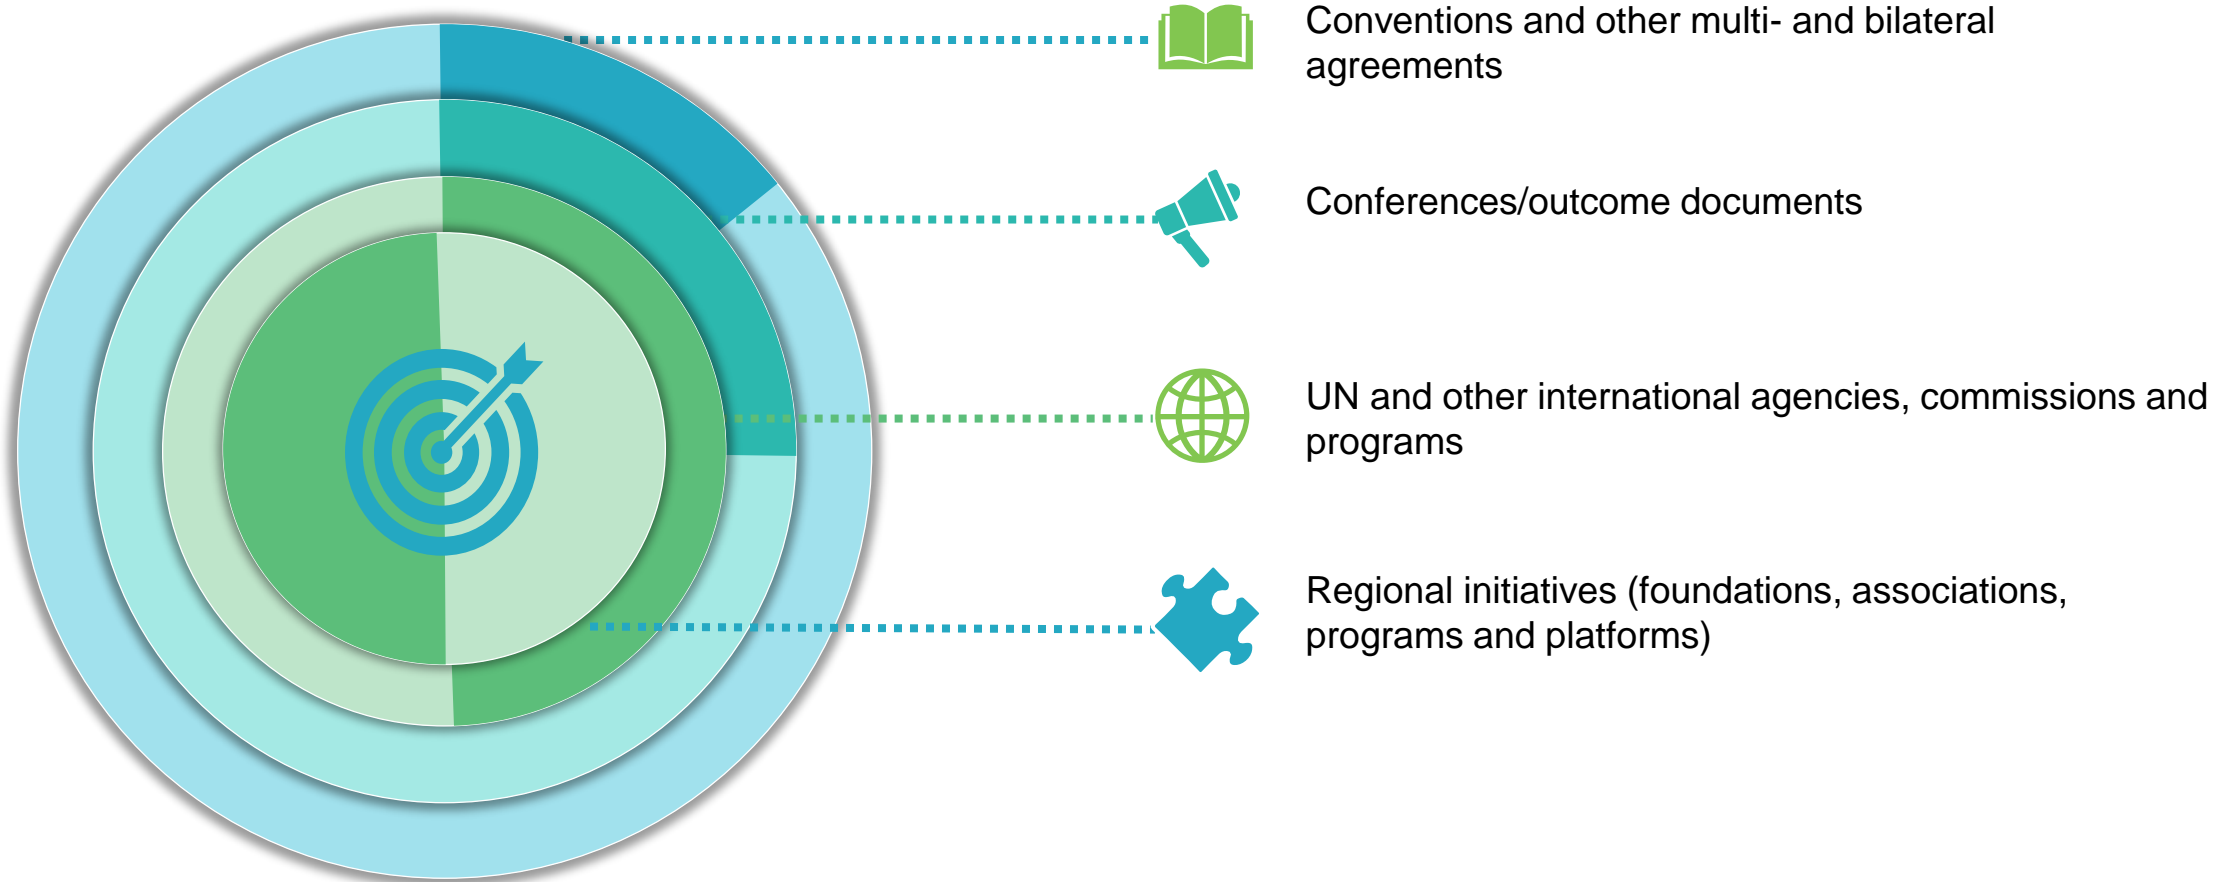 Conventions and other multi- and bilateral
agreements
Conferences/outcome documents
UN and other international agencies, commissions and
programs
Regional initiatives (foundations, associations,
programs and platforms)